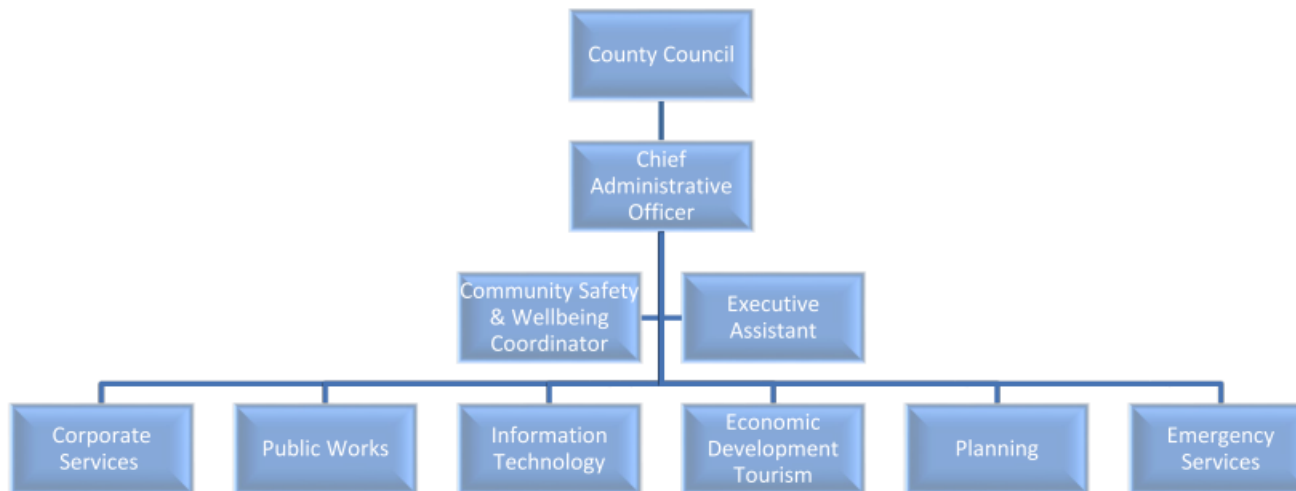 County Council
Chief
Administrative
Officer
Community Safety
& Wellbeing
Coordinator
Executive
Assistant
Corporate
Services
Public Works
Information
Technology
Economic
Development
Tourism
Planning
Emergency
Services